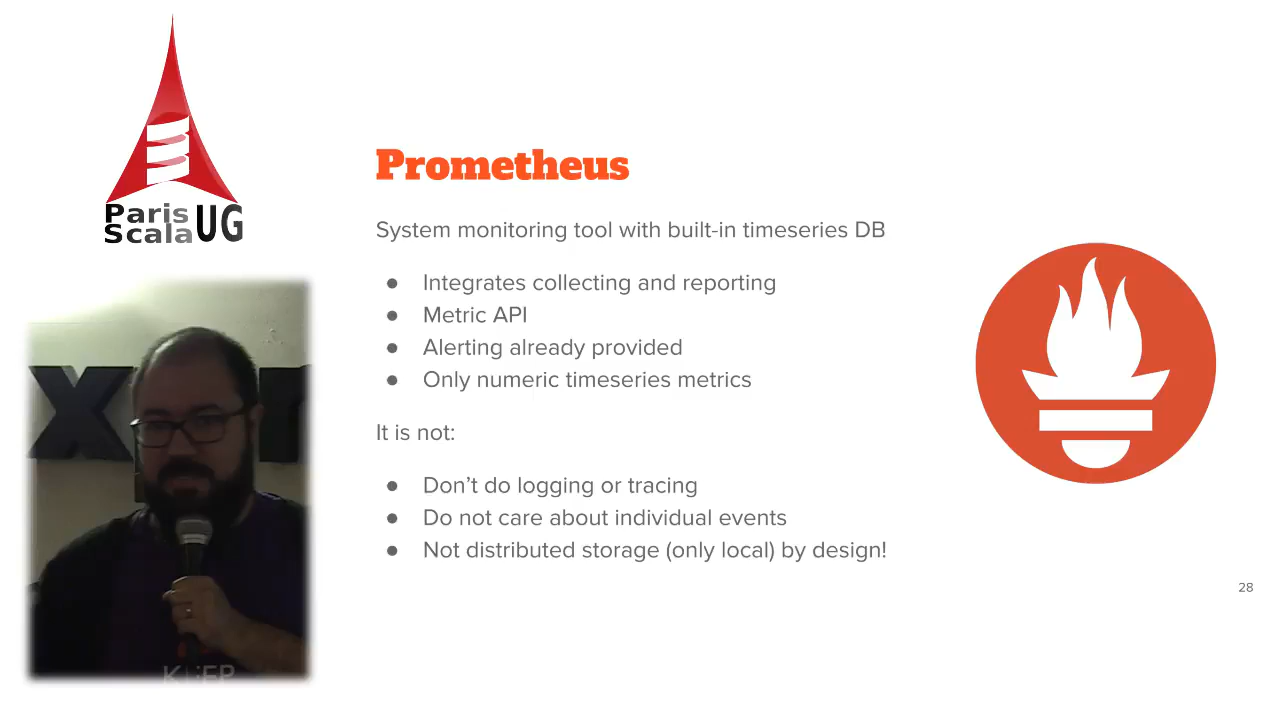 Paris
Scala UG
Prometheus
System monitoring tool with built-in timeseries DB
● Integrates collecting and reporting
● Metric API
● Alerting already provided
● Only numeric timeseries metrics
It is not:
● Don’t do logging or tracing
● Do not care about individual events
● Not distributed storage (only local) by design!
28
KEEP